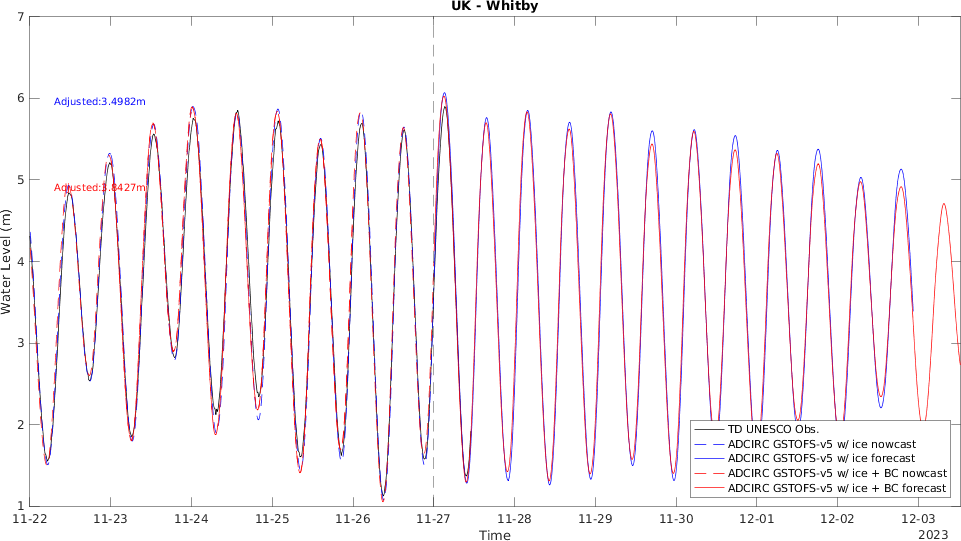 UK - Whitby
7
6
5
4
3
2
1
Water Level (m)
Adjusted:3.4982m
Adjusted:3.8427m
TD UNESCO Obs.
ADCIRC GSTOFS-v5 w/ ice nowcast
ADCIRC GSTOFS-v5 w/ ice forecast
ADCIRC GSTOFS-v5 w/ ice + BC nowcast
ADCIRC GSTOFS-v5 w/ ice + BC forecast
11-22 11-23 11-24 11-25 11-26 11-27 11-28 11-29 11-30 12-01 12-02 12-03
Time
2023